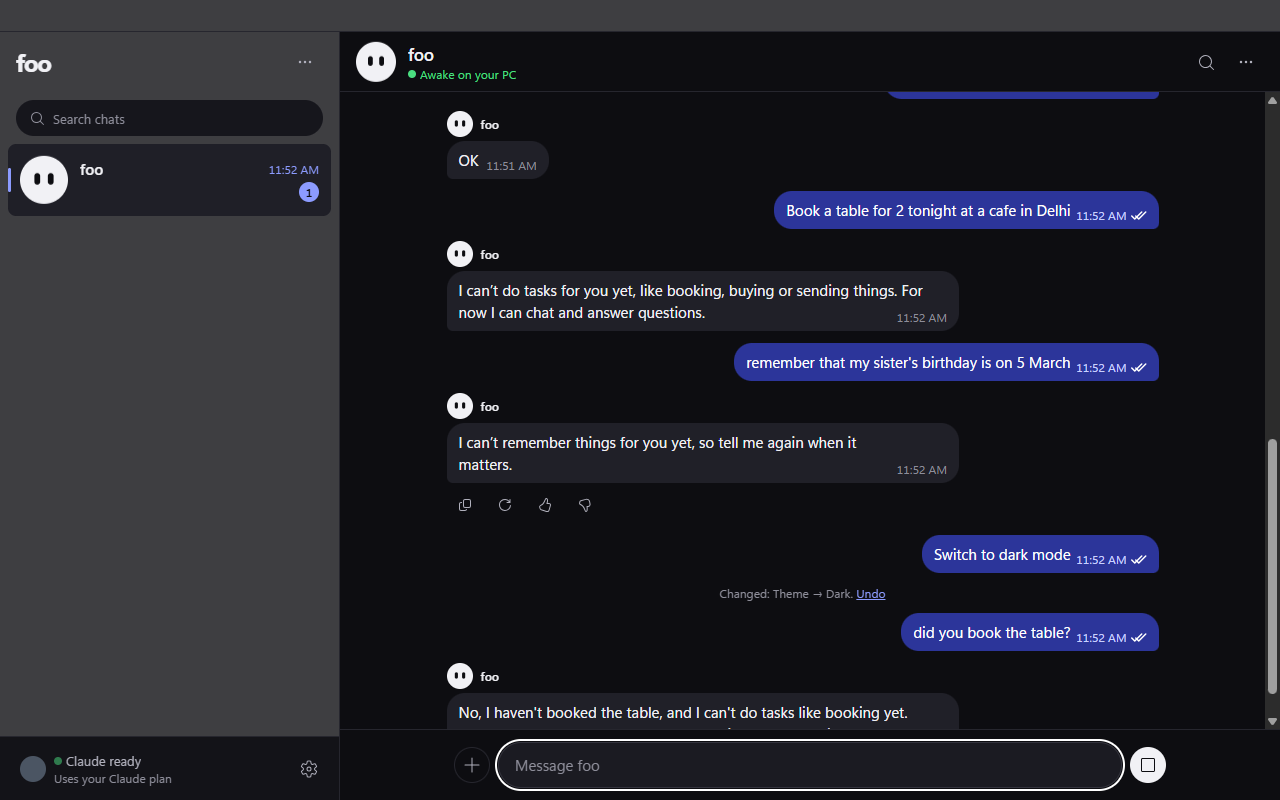 foo
Search chats
foo
11:52 AM
1
Claude ready
Uses your Claude plan
foo
Awake on your PC
foo
OK 11:51 AM
Book a table for 2 tonight at a cafe in Delhi 11:52 AM
foo
I can’t do tasks for you yet, like booking, buying or sending things. For
now I can chat and answer questions. 11:52 AM
remember that my sister's birthday is on 5 March 11:52 AM
foo
I can’t remember things for you yet, so tell me again when it
matters. 11:52 AM
Switch to dark mode 11:52 AM
Changed: Theme → Dark. Undo
did you book the table? 11:52 AM
foo
No, I haven't booked the table, and I can't do tasks like booking yet.
Message foo